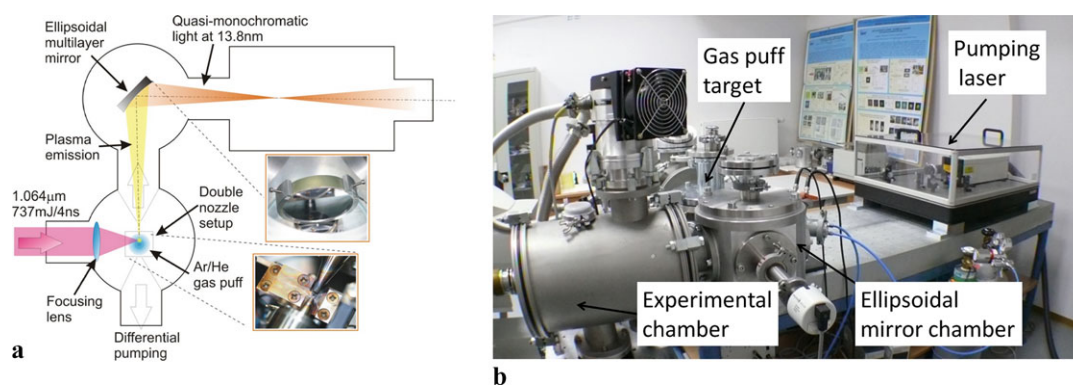 Ellipsoidal
multilayer
mirror
Quasi-monochromatic
light at 13.8nm
Plasma
emission
1.064μm
737mJ/4ns
Double
nozzle
setup
Ar/He
gas puff
Focusing
lens
Differential
pumping
a
Gas puff
target
Pumping
laser
Experimental
chamber
Ellipsoidal
mirror chamber
b